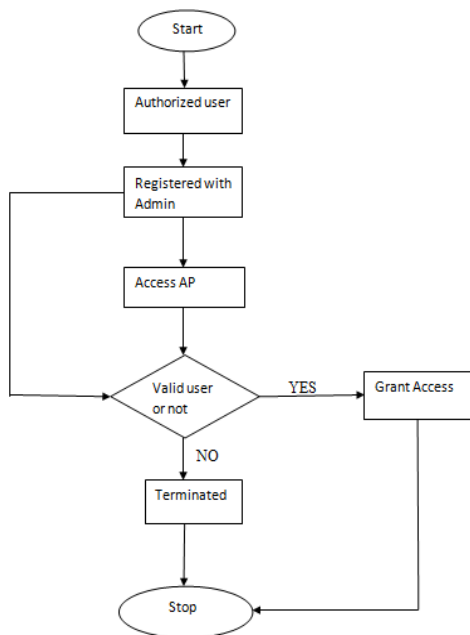 Start
Authorized user
Registered with
Admin
Access AP
Valid user
or not
YES
Grant Access
NO
Terminated
Stop